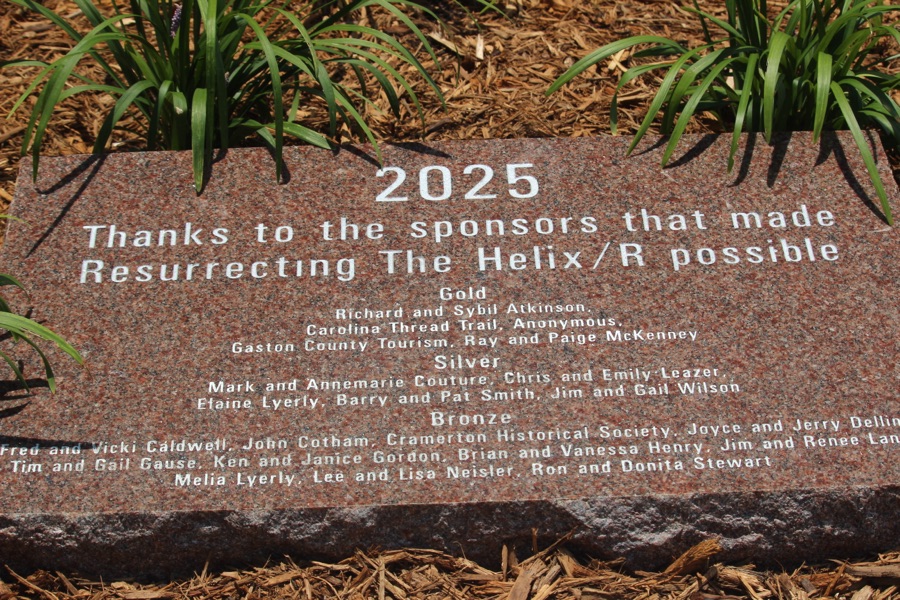 2025
Thanks to the sponsors that made
Resurrecting The Helix/R possible
Gold
Richard and Sybil Atkinson,
Carolina Thread Trail, Anonymous,
Gaston County Tourism, Ray and Paige McKenney
Silver
Mark and Annemarie Couture, Chris and Emily Leazer,
Elaine Lyerly, Barry and Pat Smith, Jim and Gail Wilson
Bronze
Fred and Vicki Caldwell, John Cotham, Cramerton Historical Society, Joyce and Jerry Dellin
Tim and Gail Gause, Ken and Janice Gordon, Brian and Vanessa Henry, Jim and Renee Lan
Melia Lyerly, Lee and Lisa Neisler, Ron and Donita Stewart